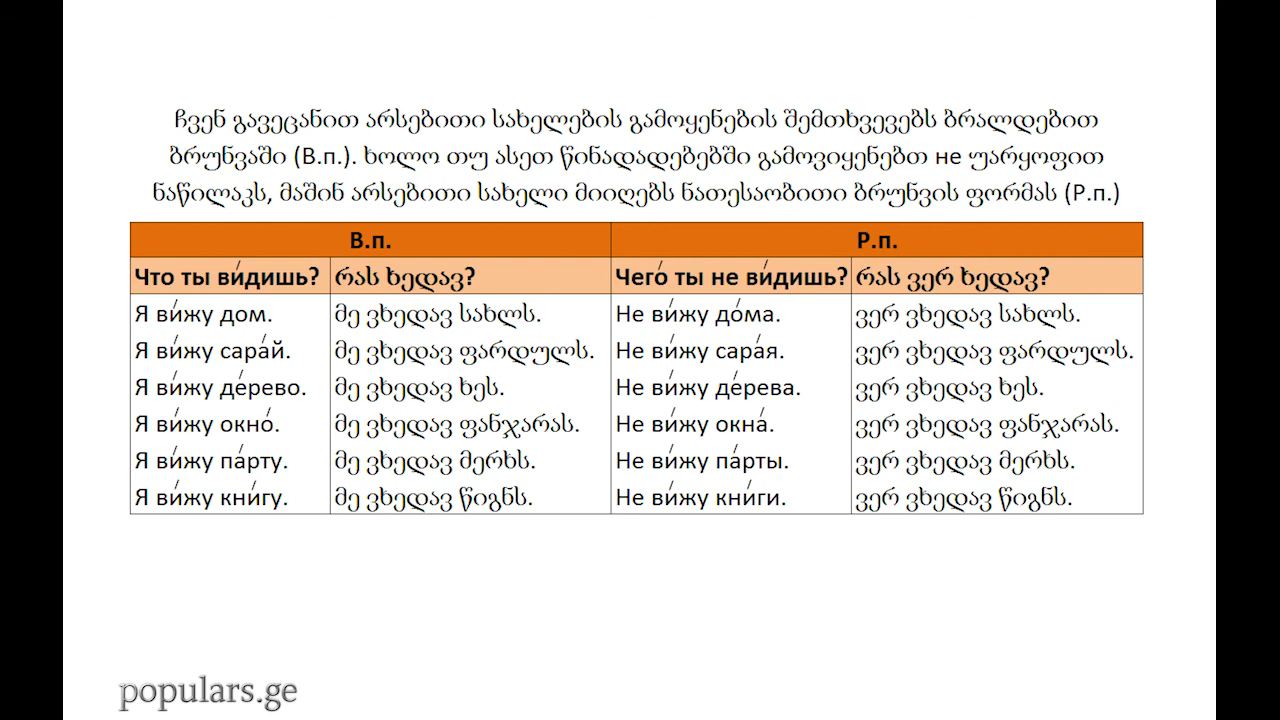 ჩვენ გავეცანით არსებითი სახელების გამოყენების შემთხვევებს ბრალდებით
ბრუნვაში (В.п.). ხოლო თუ ასეთ წინადადებებში გამოვიყენებთ не უარყოფით
ნაწილაკს, მაშინ არსებითი სახელი მიიღებს ნათესაობითი ბრუნვის ფორმას (Р.п.)
В.п. Р.п.
Что ты ви́дишь? რას ხედავ? Чего́ ты не ви́дишь? რას ვერ ხედავ?
Я ви́жу дом. მე ვხედავ სახლს. Не ви́жу до́ма. ვერ ვხედავ სახლს.
Я ви́жу сара́й. მე ვხედავ ფარდულს. Не ви́жу сара́я. ვერ ვხედავ ფარდულს.
Я ви́жу де́рево. მე ვხედავ ხეს. Не ви́жу де́рева. ვერ ვხედავ ხეს.
Я ви́жу окно́. მე ვხედავ ფანჯარას. Не ви́жу окна́. ვერ ვხედავ ფანჯარას.
Я ви́жу па́рту. მე ვხედავ მერხს. Не ви́жу па́рты. ვერ ვხედავ მერხს.
Я ви́жу кни́гу. მე ვხედავ წიგნს. Не ви́жу кни́ги. ვერ ვხედავ წიგნს.
populars.ge